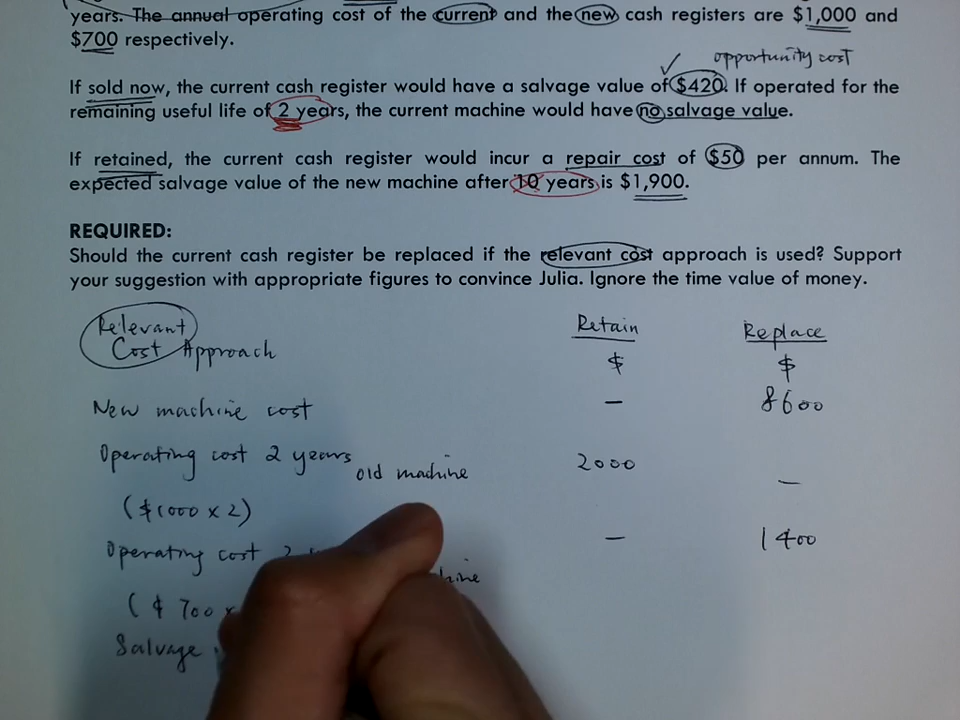 years. The annual operating cost of the current and the new cash registers are $1,000 and
$700 respectively.
opportunity cost
If sold now, the current cash register would have a salvage value of $420. If operated for the
remaining useful life of 2 years, the current machine would have no salvage value.
If retained, the current cash register would incur a repair cost of $50 per annum. The
expected salvage value of the new machine after 10 years is $1,900.
REQUIRED:
Should the current cash register be replaced if the relevant cost approach is used? Support
your suggestion with appropriate figures to convince Julia. Ignore the time value of money.
Relevant Retain Replace
Cost Approach $ $
New machine cost — 8600
Operating cost 2 years old machine 2000 —
($1000 x 2)
Operating cost — 1400
($700 x
Salvage